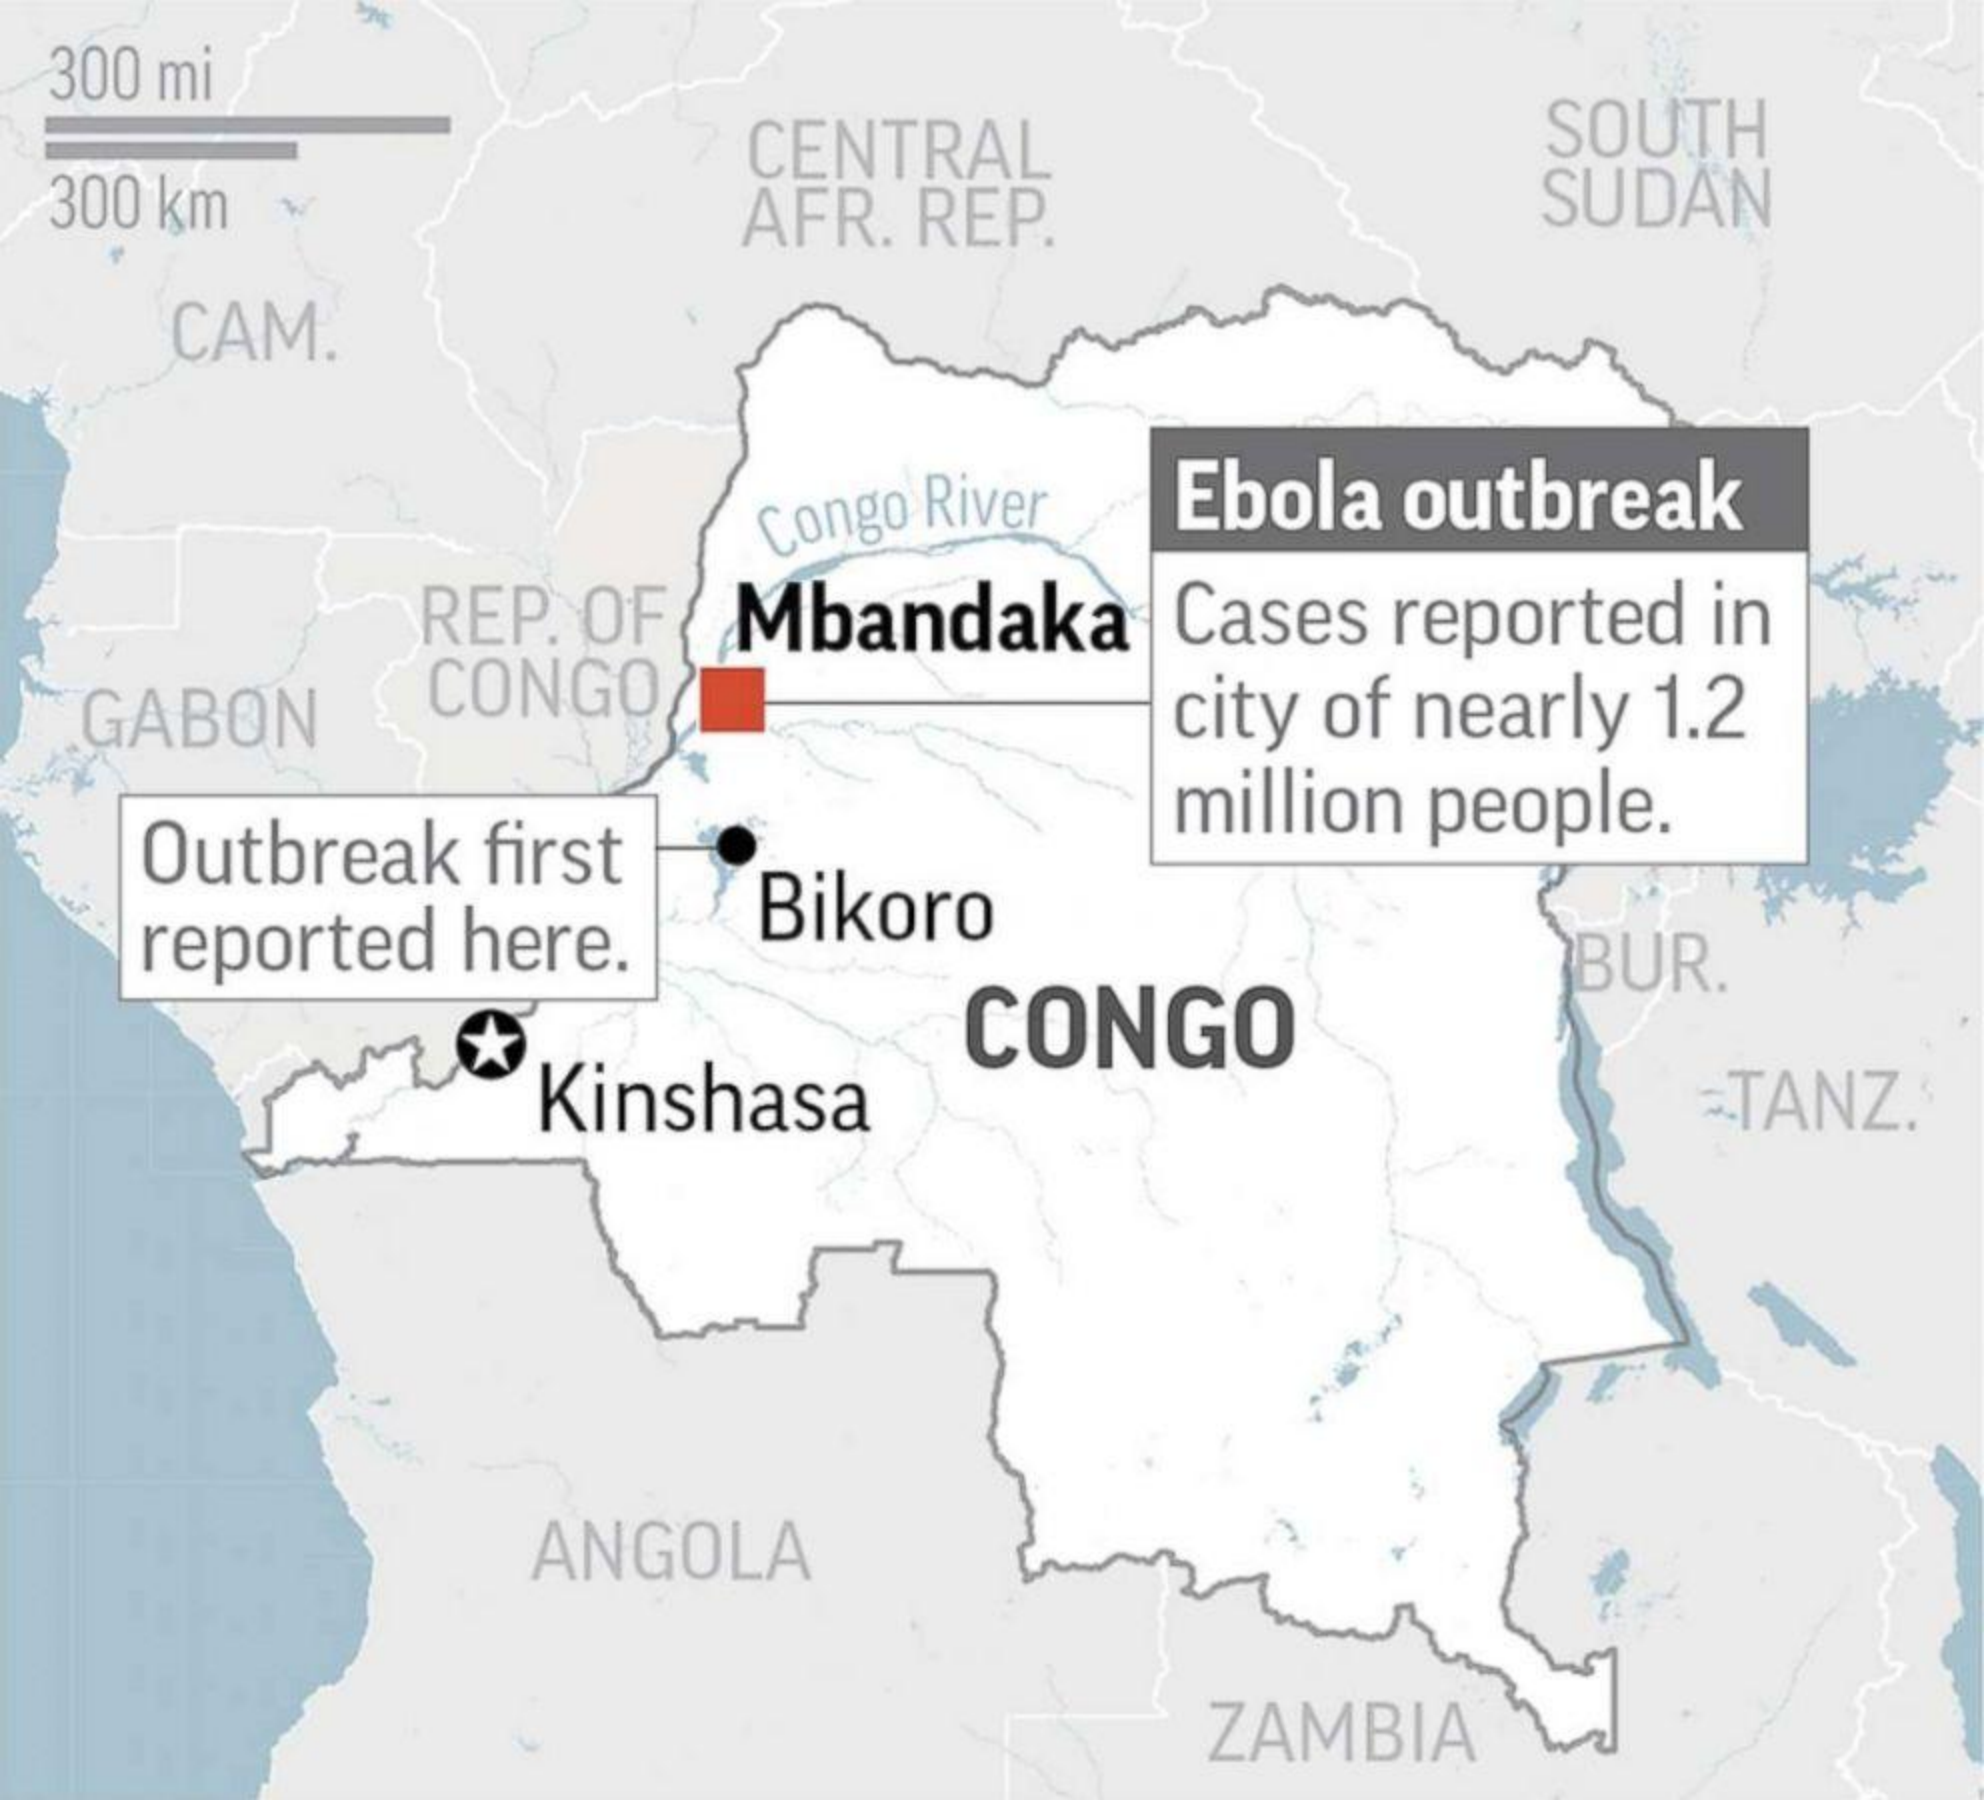 300 mi
300 km
CENTRAL
AFR. REP.
SOUTH
SUDAN
CAM.
Congo River
Ebola outbreak
Cases reported in
city of nearly 1.2
million people.
Mbandaka
REP. OF
CONGO
GABON
Outbreak first
reported here.
Bikoro
BUR.
CONGO
Kinshasa
TANZ.
ANGOLA
ZAMBIA